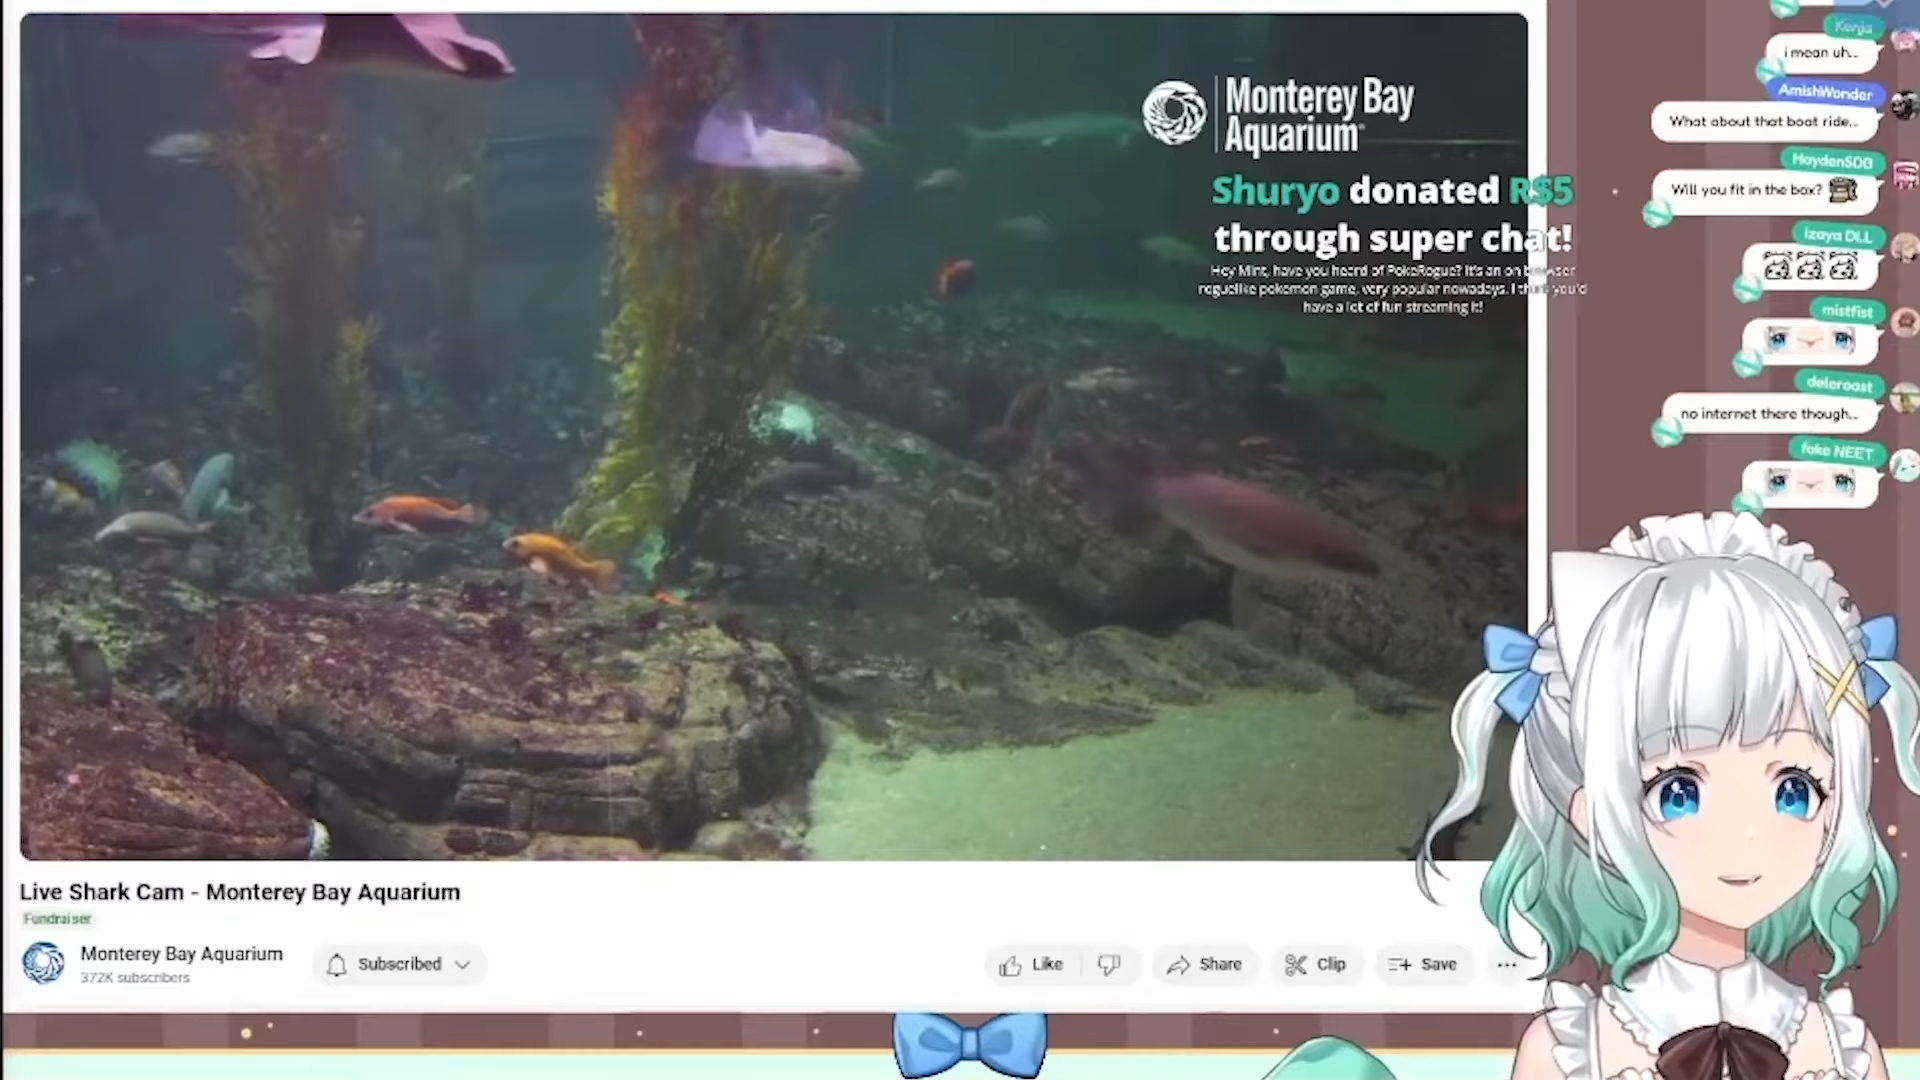 Monterey Bay
Aquarium
Shuryo donated R$5
through super chat!
Hey Mint, have you heard of PokeRogue? It's an on browser
roguelike pokemon game, very popular nowadays. I think you'd
have a lot of fun streaming it!
Kenja
i mean uh...
AmishWonder
What about that boat ride...
HaydenSDG
Will you fit in the box?
Izaya DLL
mistfist
deleroast
no internet there though...
fake NEET
Live Shark Cam - Monterey Bay Aquarium
Fundraiser
Monterey Bay Aquarium
372K subscribers
Subscribed
Like
Share
Clip
Save